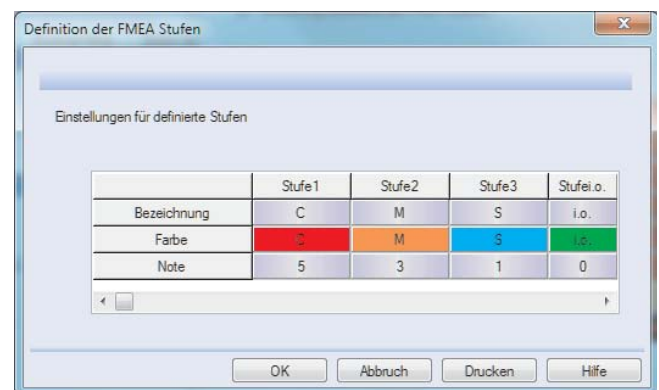 Definition der FMEA Stufen
Einstellungen für definierte Stufen
Stufe1 Stufe2 Stufe3 Stufei.o.
Bezeichnung C M S i.o.
Farbe C M S i.o.
Note 5 3 1 0
OK Abbruch Drucken Hilfe